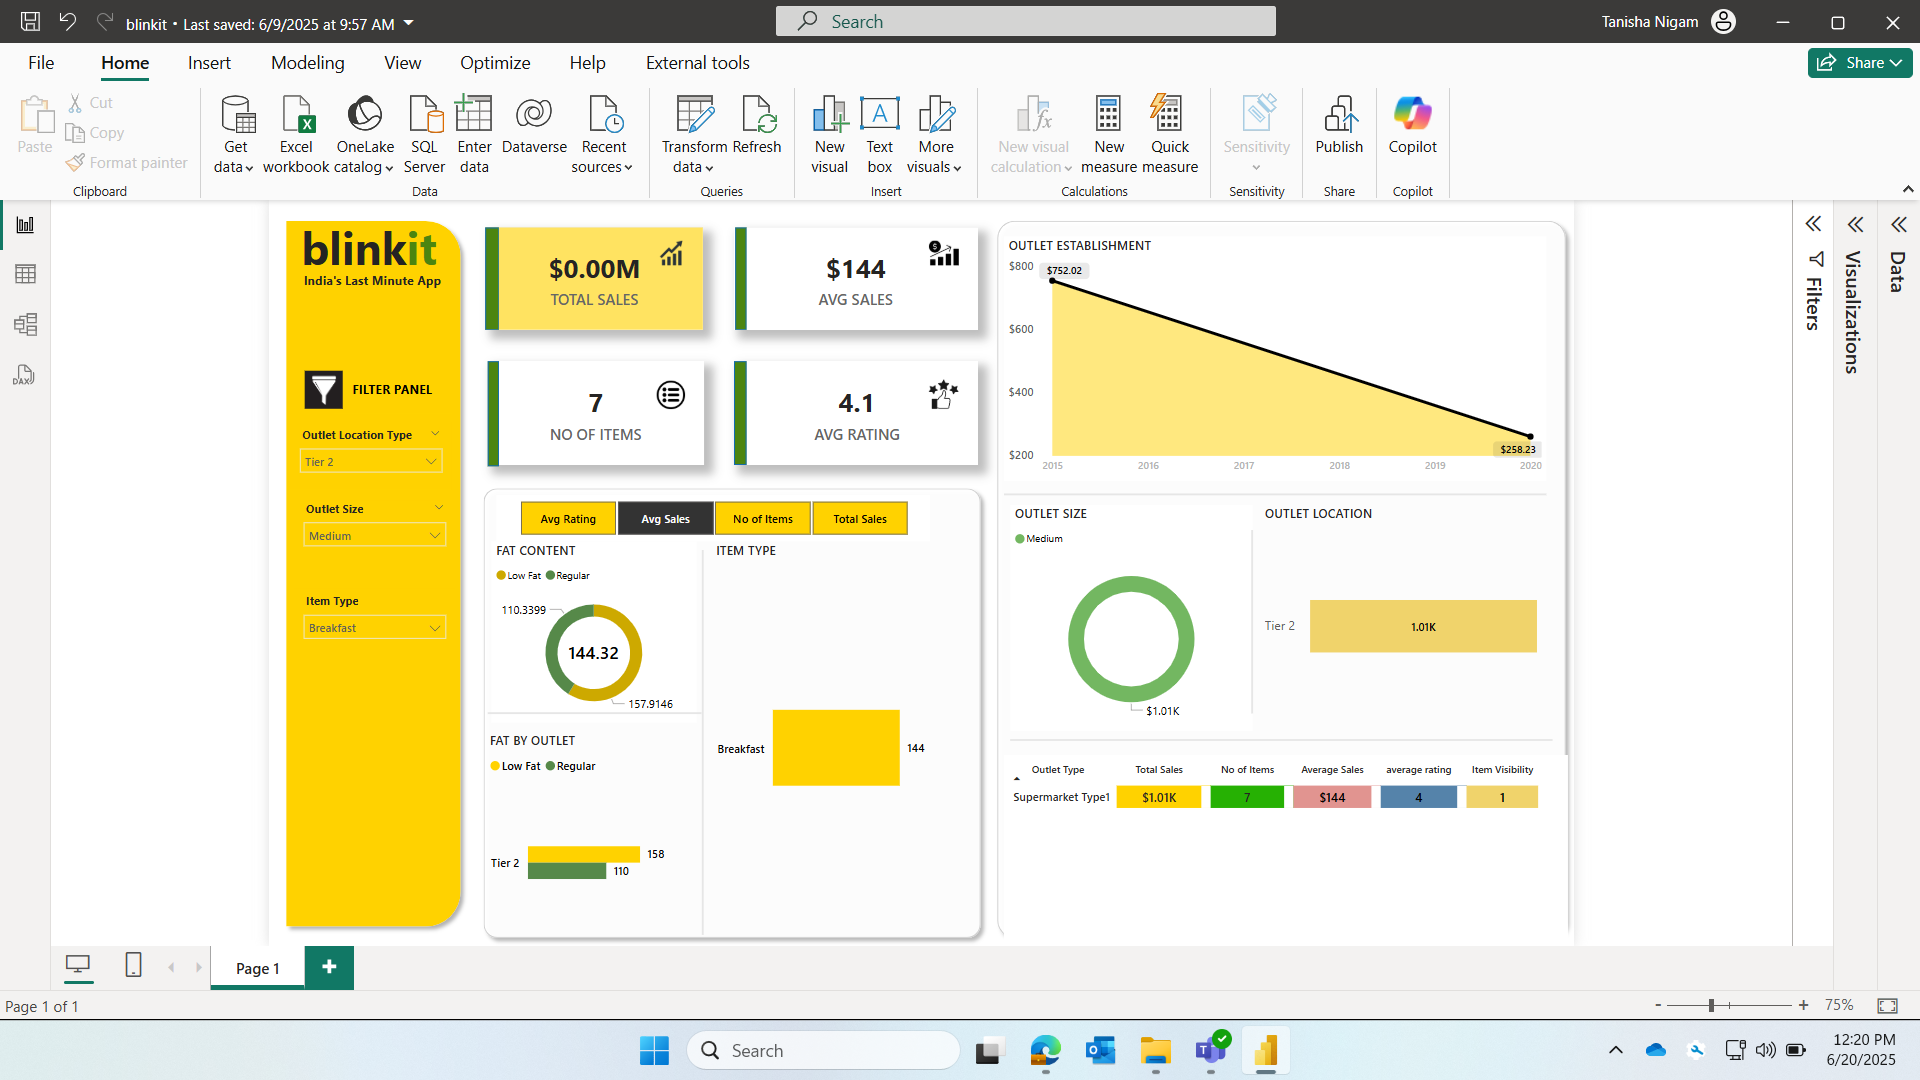 blinkit • Last saved: 6/9/2025 at 9:57 AM
Search
Tanisha Nigam
File Home Insert Modeling View Optimize Help External tools
Share
Paste
Cut
Copy
Format painter
Clipboard
Get data
Excel workbook
OneLake catalog
SQL Server
Enter data
Dataverse
Recent sources
Data
Transform data
Refresh
Queries
New visual
Text box
More visuals
Insert
New visual calculation
New measure
Quick measure
Calculations
Sensitivity
Sensitivity
Publish
Share
Copilot
Copilot
DAX
blinkit
India's Last Minute App
FILTER PANEL
Outlet Location Type
Tier 2
Outlet Size
Medium
Item Type
Breakfast
$0.00M
TOTAL SALES
$144
AVG SALES
7
NO OF ITEMS
4.1
AVG RATING
Avg Rating Avg Sales No of Items Total Sales
FAT CONTENT
Low Fat Regular
110.3399
144.32
157.9146
FAT BY OUTLET
Low Fat Regular
Tier 2
158
110
ITEM TYPE
Breakfast
144
OUTLET ESTABLISHMENT
$800
$752.02
$600
$400
$200
$258.23
2015 2016 2017 2018 2019 2020
OUTLET SIZE
Medium
$1.01K
OUTLET LOCATION
Tier 2
1.01K
Outlet Type Total Sales No of Items Average Sales average rating Item Visibility
Supermarket Type1 $1.01K 7 $144 4 1
Filters
Visualizations
Data
Page 1
Page 1 of 1
- + 75%
Search
12:20 PM
6/20/2025